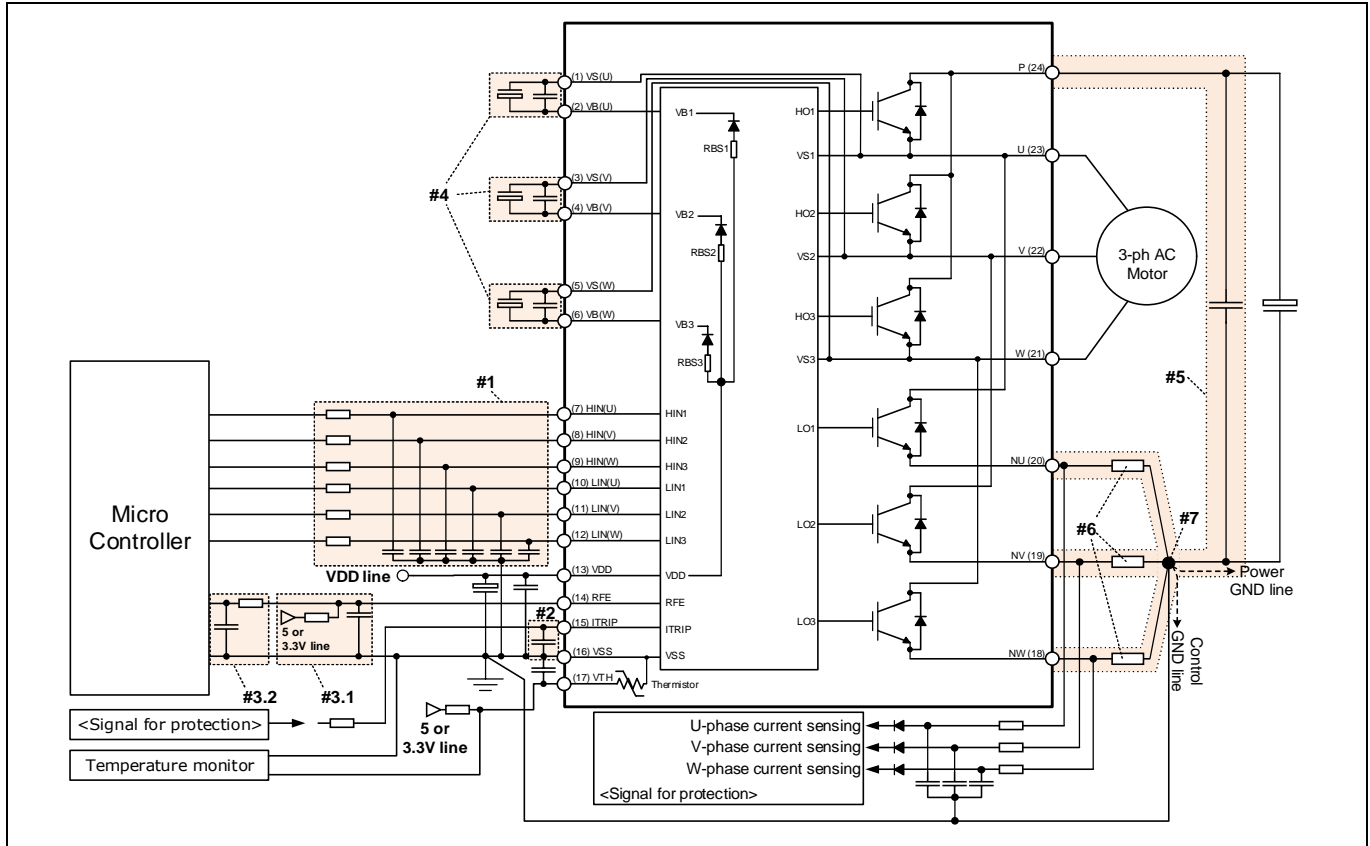 (1) VS(U)
(2) VB(U)
(3) VS(V)
(4) VB(V)
(5) VS(W)
(6) VB(W)
#4
VB1
RBS1
VB2
RBS2
VB3
RBS3
HO1
VS1
HO2
VS2
HO3
VS3
LO1
LO2
LO3
P (24)
U (23)
V (22)
W (21)
NU (20)
NV (19)
NW (18)
3-ph AC
Motor
#5
#6
#7
Power
GND line
Control
GND line
Micro
Controller
#1
(7) HIN(U)
(8) HIN(V)
(9) HIN(W)
(10) LIN(U)
(11) LIN(V)
(12) LIN(W)
(13) VDD
(14) RFE
(15) ITRIP
(16) VSS
(17) VTH
HIN1
HIN2
HIN3
LIN1
LIN2
LIN3
VDD
RFE
ITRIP
VSS
Thermistor
VDD line
#2
5 or
3.3V line
#3.2
#3.1
<Signal for protection>
Temperature monitor
5 or
3.3V line
U-phase current sensing
V-phase current sensing
W-phase current sensing
<Signal for protection>